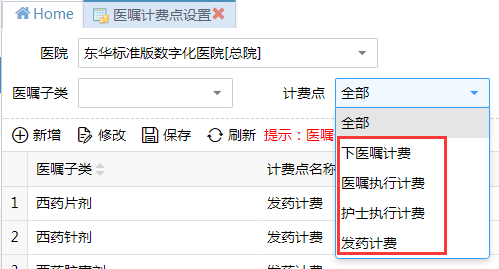 Home 医嘱计费点设置
医院 东华标准版数字化医院[总院]
医嘱子类 计费点 全部
全部
下医嘱计费
医嘱执行计费
护士执行计费
发药计费
新增 修改 保存 刷新 提示：医嘱
医嘱子类 计费点名称
1 西药片剂 发药计费
2 西药针剂 发药计费